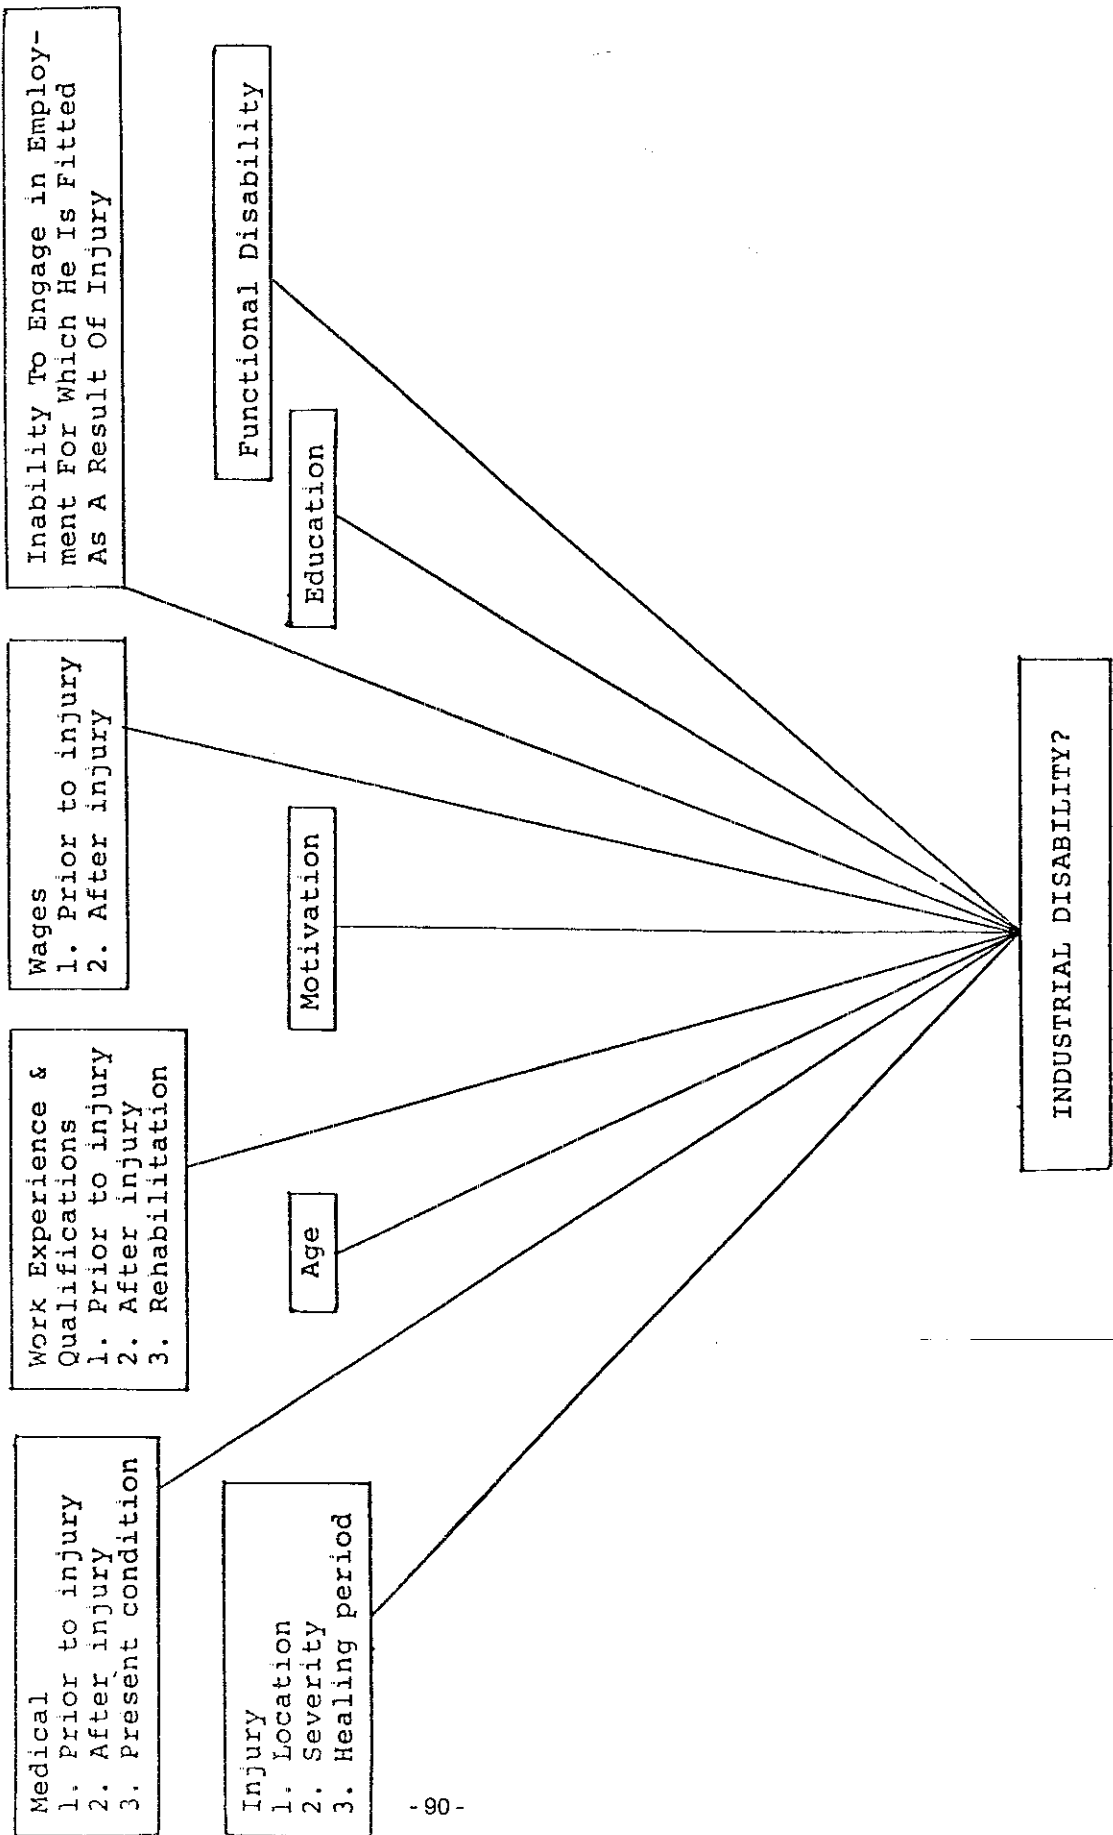 Medical
1. Prior to injury
2. After injury
3. Present condition
Work Experience &
Qualifications
1. Prior to injury
2. After injury
3. Rehabilitation
Wages
1. Prior to injury
2. After injury
Inability To Engage in Employ-
ment For Which He Is Fitted
As A Result Of Injury
Injury
1. Location
2. Severity
3. Healing period
Age
Motivation
Education
Functional Disability
INDUSTRIAL DISABILITY?
-90-